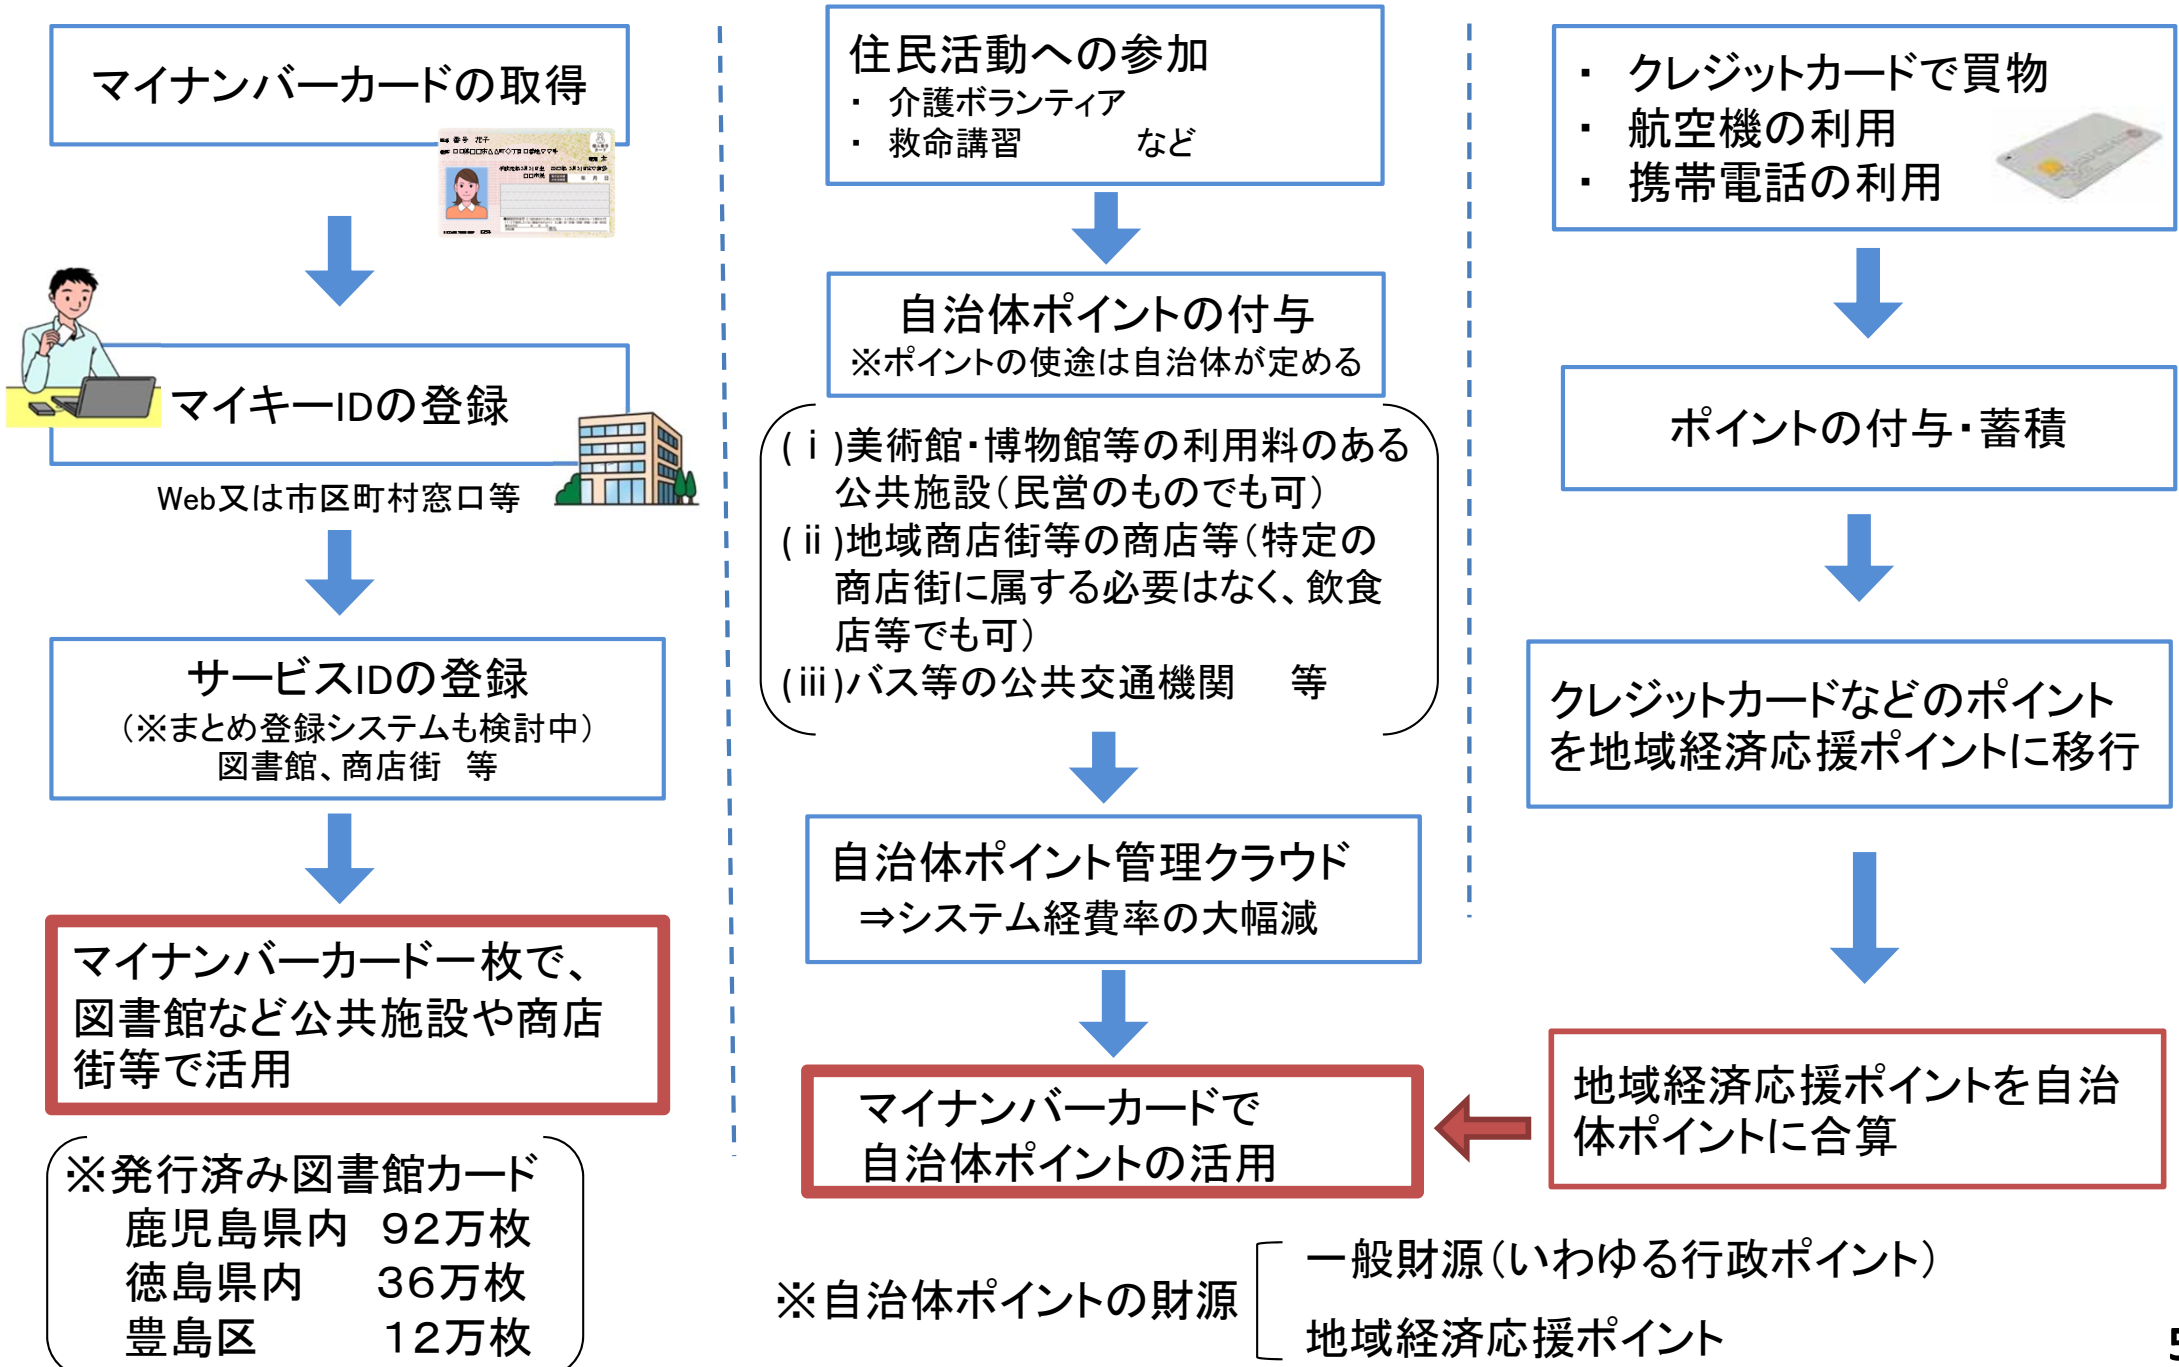 マイナンバーカードの取得
番号 花子
マイキーIDの登録
Web又は市区町村窓口等
サービスIDの登録
（※まとめ登録システムも検討中）
図書館、商店街　等
マイナンバーカード一枚で、
図書館など公共施設や商店
街等で活用
※発行済み図書館カード
鹿児島県内　９２万枚
徳島県内　３６万枚
豊島区　１２万枚
住民活動への参加
・ 介護ボランティア
・ 救命講習　など
自治体ポイントの付与
※ポイントの使途は自治体が定める
(ⅰ)美術館・博物館等の利用料のある
公共施設（民営のものでも可）
(ⅱ)地域商店街等の商店等（特定の
商店街に属する必要はなく、飲食
店等でも可）
(ⅲ)バス等の公共交通機関　等
自治体ポイント管理クラウド
⇒システム経費率の大幅減
マイナンバーカードで
自治体ポイントの活用
・ クレジットカードで買物
・ 航空機の利用
・ 携帯電話の利用
ポイントの付与・蓄積
クレジットカードなどのポイント
を地域経済応援ポイントに移行
地域経済応援ポイントを自治
体ポイントに合算
※自治体ポイントの財源
一般財源（いわゆる行政ポイント）
地域経済応援ポイント